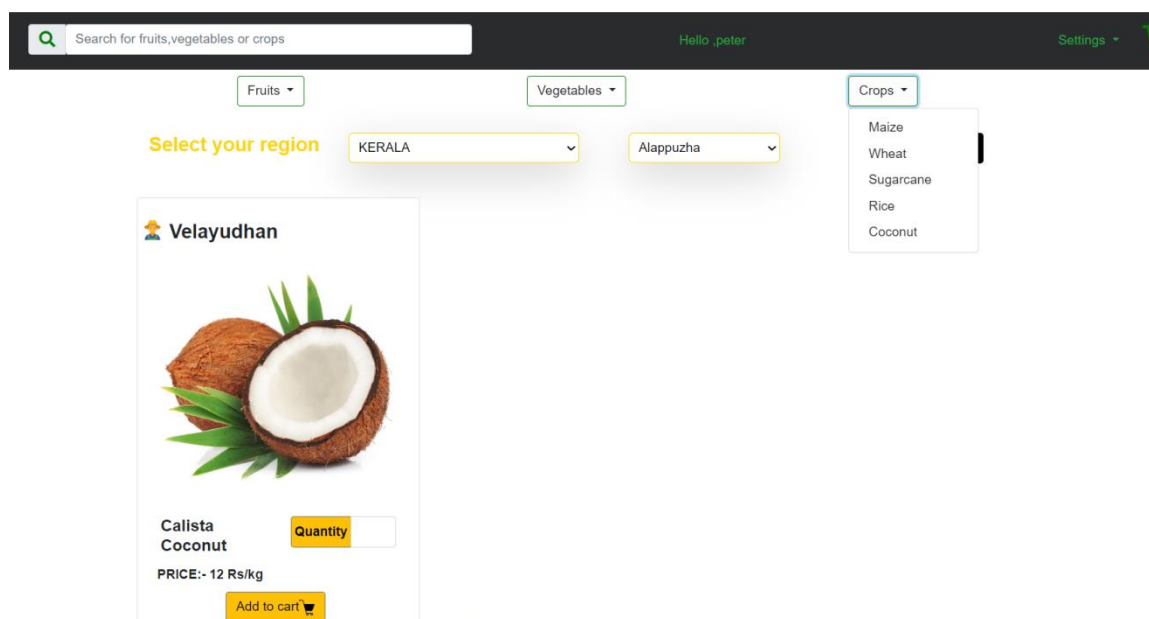 Search for fruits,vegetables or crops
Hello ,peter
Settings
Fruits
Vegetables
Crops
Select your region
KERALA
Alappuzha
Maize
Wheat
Sugarcane
Rice
Coconut
Velayudhan
Calista
Coconut
Quantity
PRICE:- 12 Rs/kg
Add to cart